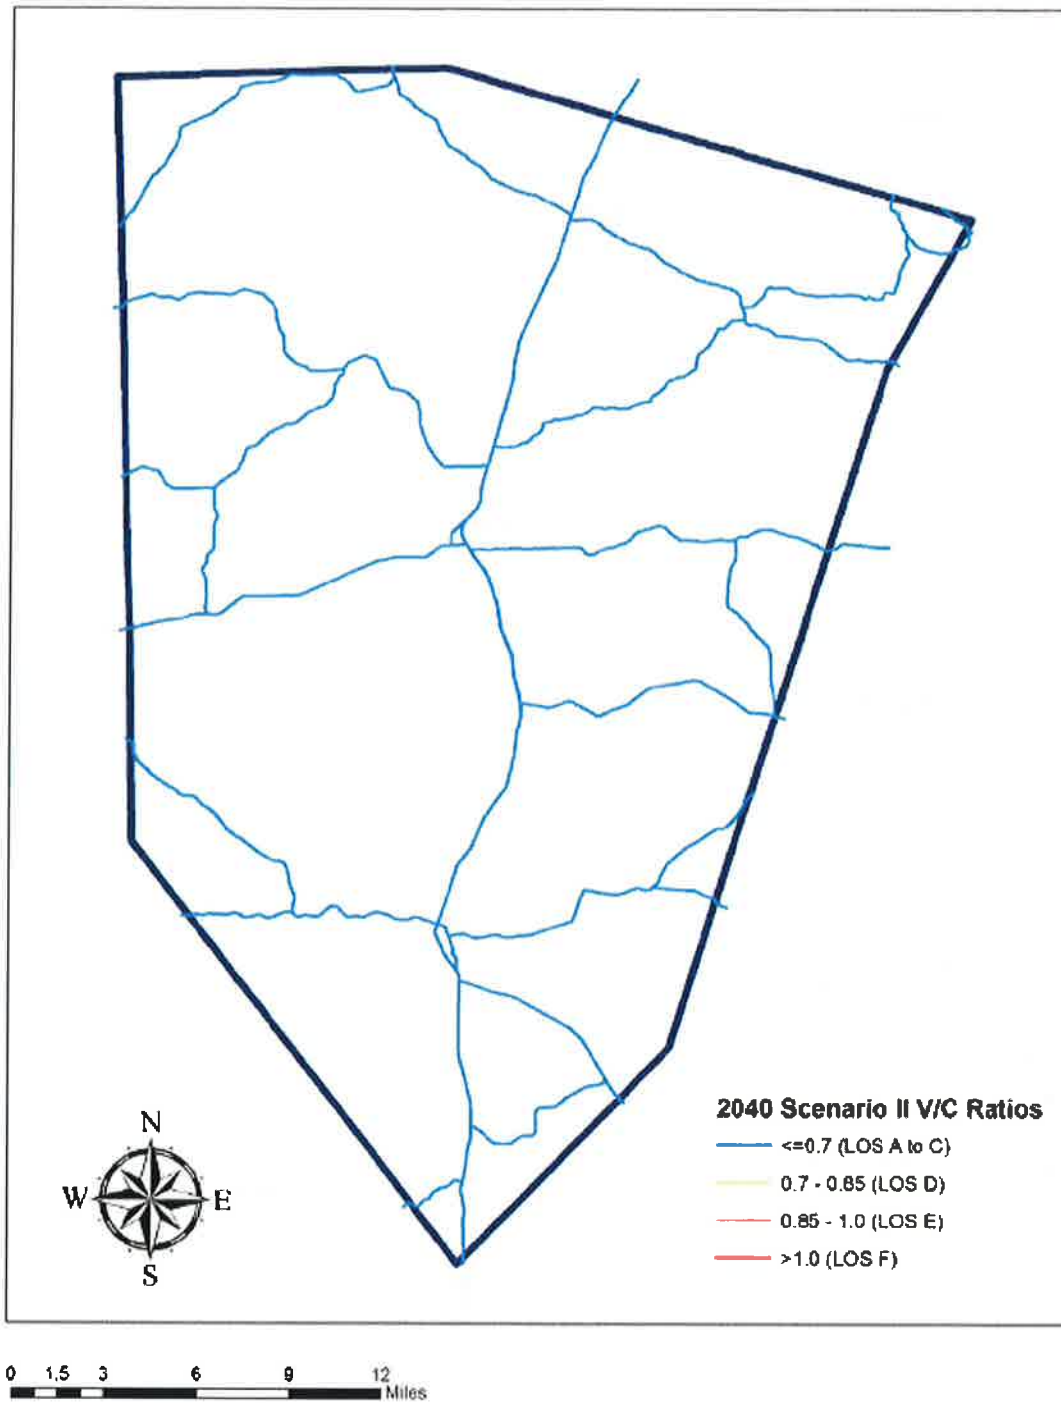 N
W E
S
2040 Scenario II V/C Ratios
<=0.7 (LOS A to C)
0.7 - 0.85 (LOS D)
0.85 - 1.0 (LOS E)
>1.0 (LOS F)
0 1.5 3 6 9 12
Miles